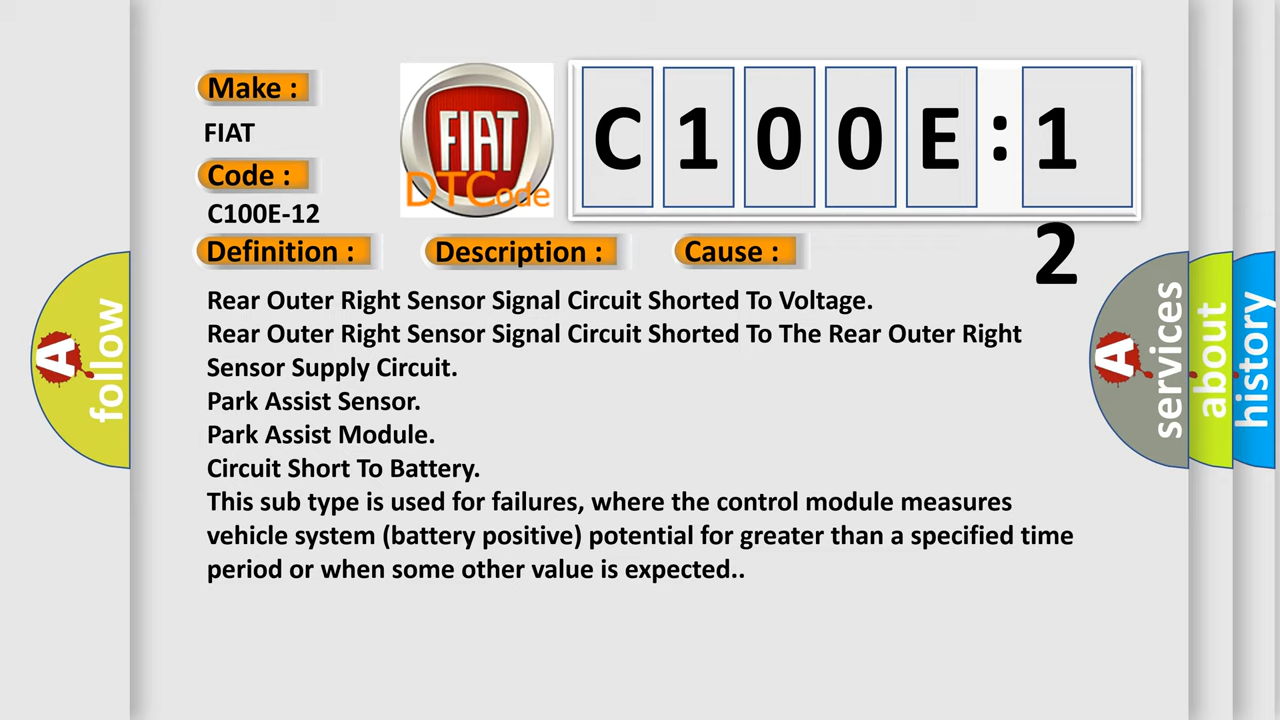 Make :
FIAT
Code :
C100E-12
FIAT
DTCode
C100E:1
2
Definition :
Description :
Cause :
Rear Outer Right Sensor Signal Circuit Shorted To Voltage.
Rear Outer Right Sensor Signal Circuit Shorted To The Rear Outer Right
Sensor Supply Circuit.
Park Assist Sensor.
Park Assist Module.
Circuit Short To Battery.
This sub type is used for failures, where the control module measures
vehicle system (battery positive) potential for greater than a specified time
period or when some other value is expected..
A
follow
A
services
about
history